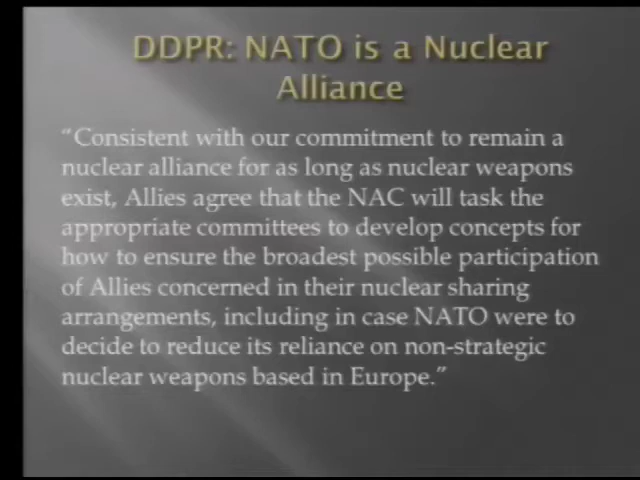 DDPR: NATO is a Nuclear
Alliance
“Consistent with our commitment to remain a
nuclear alliance for as long as nuclear weapons
exist, Allies agree that the NAC will task the
appropriate committees to develop concepts for
how to ensure the broadest possible participation
of Allies concerned in their nuclear sharing
arrangements, including in case NATO were to
decide to reduce its reliance on non-strategic
nuclear weapons based in Europe.”